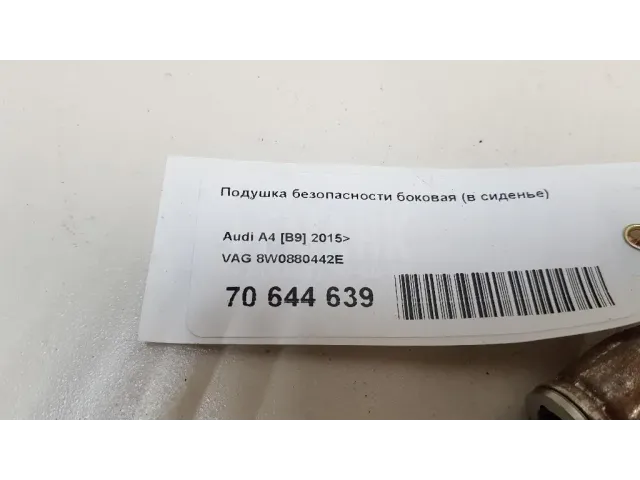 Подушка безопасности боковая (в сиденье)
Audi A4 [B9] 2015>
VAG 8W0880442E
70 644 639